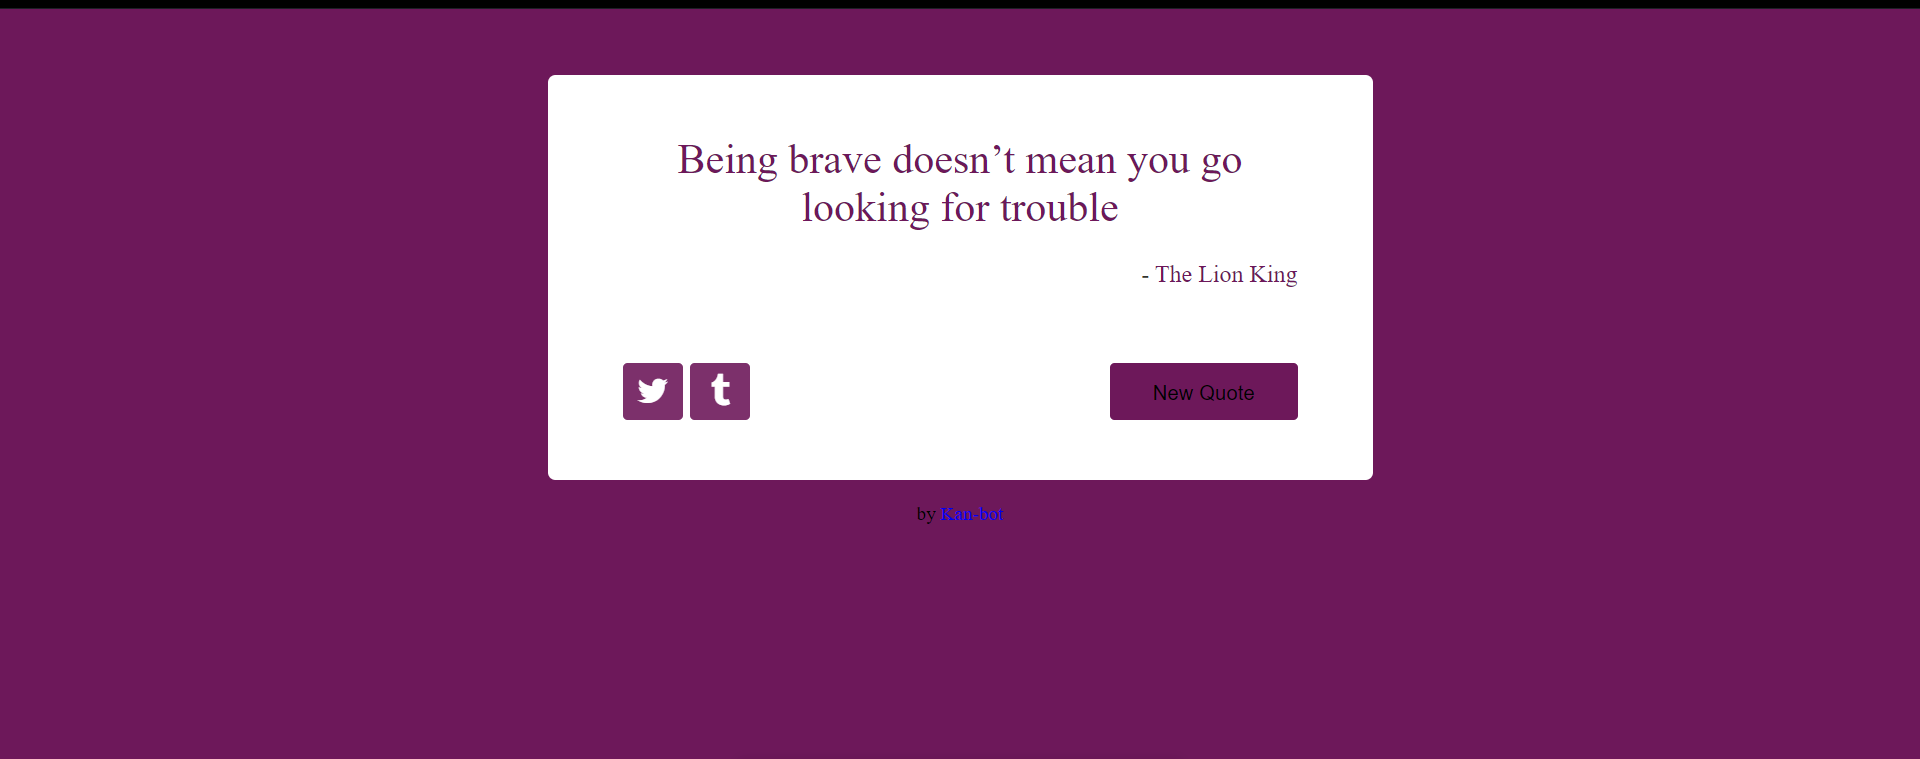 Being brave doesn’t mean you go
looking for trouble
- The Lion King
New Quote
by Kan-bot